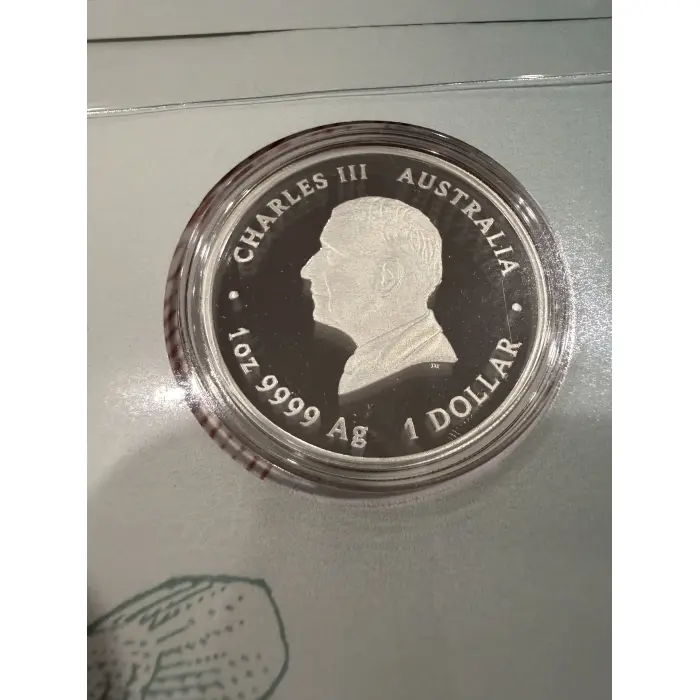 CHARLES III AUSTRALIA
1oz 9999 Ag 1 DOLLAR